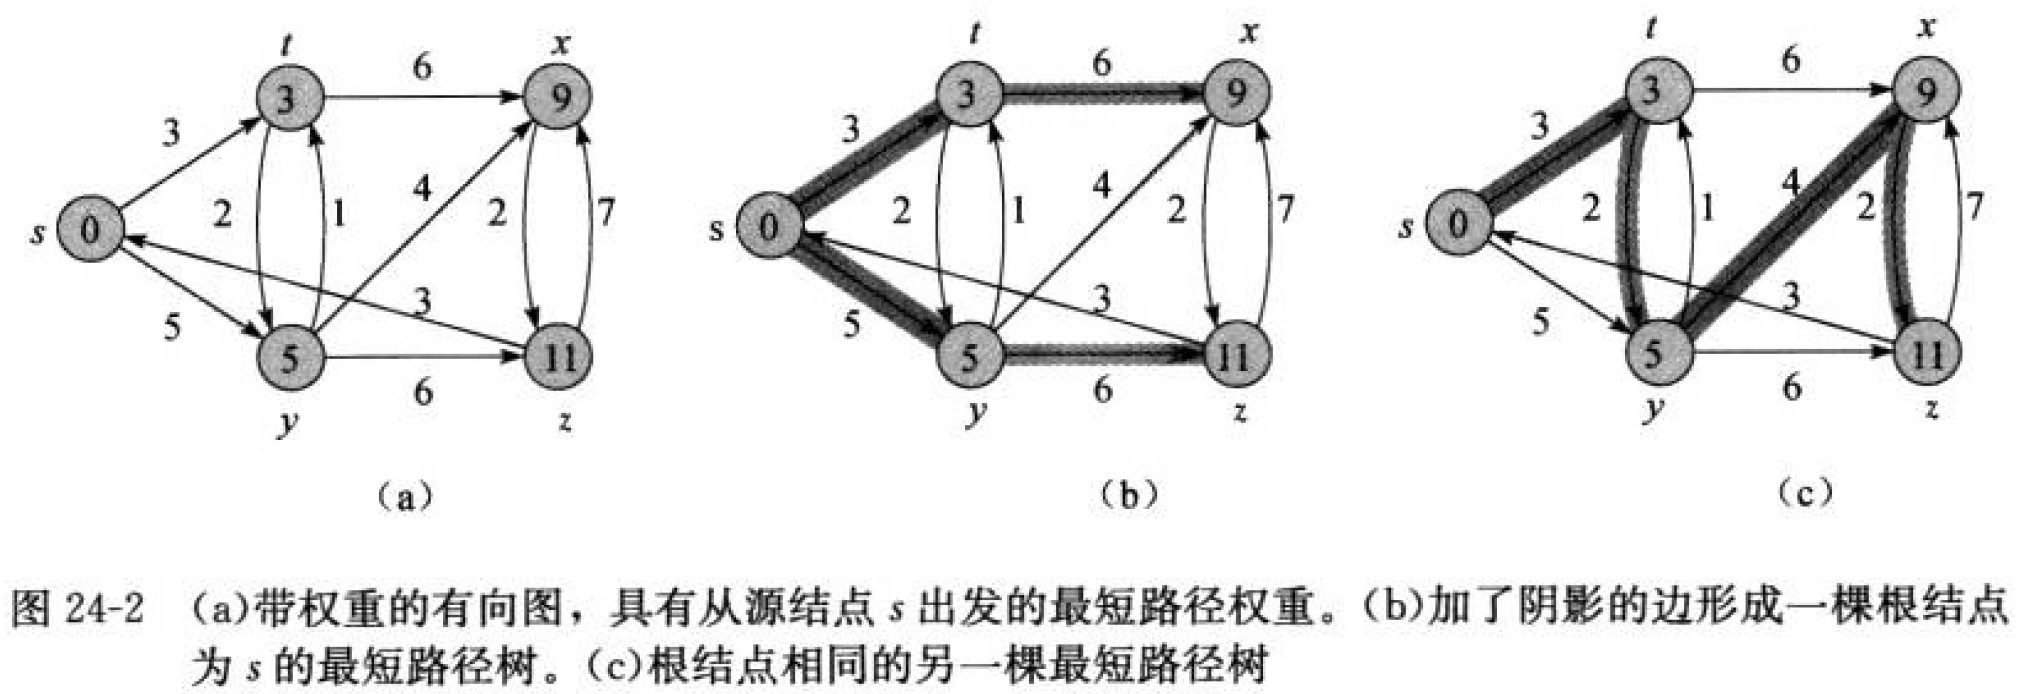 t x t x t x
6 6 6
3 9 3 9 3 9
3 3 3
2 1 4 2 7 2 1 4 2 7 2 1 4 2 7
s 0 s 0 s 0
3 3 3
5 5 5
5 11 5 11 5 11
6 6 6
y z y z y z
(a) (b) (c)
图 24-2 (a)带权重的有向图，具有从源结点 s 出发的最短路径权重。(b)加了阴影的边形成一棵根结点
为 s 的最短路径树。(c)根结点相同的另一棵最短路径树